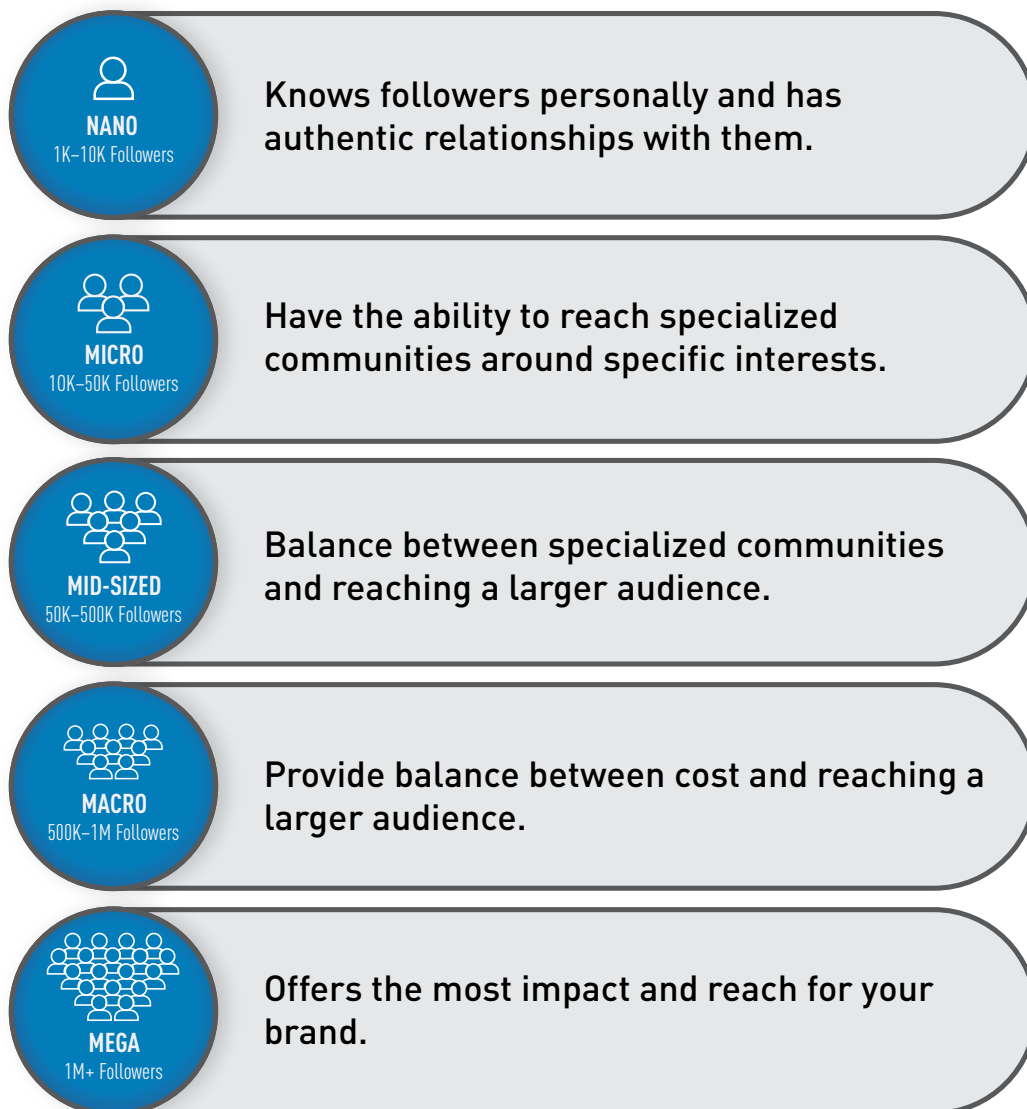 NANO
1K–10K Followers
Knows followers personally and has
authentic relationships with them.
MICRO
10K–50K Followers
Have the ability to reach specialized
communities around specific interests.
MID-SIZED
50K–500K Followers
Balance between specialized communities
and reaching a larger audience.
MACRO
500K–1M Followers
Provide balance between cost and reaching a
larger audience.
MEGA
1M+ Followers
Offers the most impact and reach for your
brand.